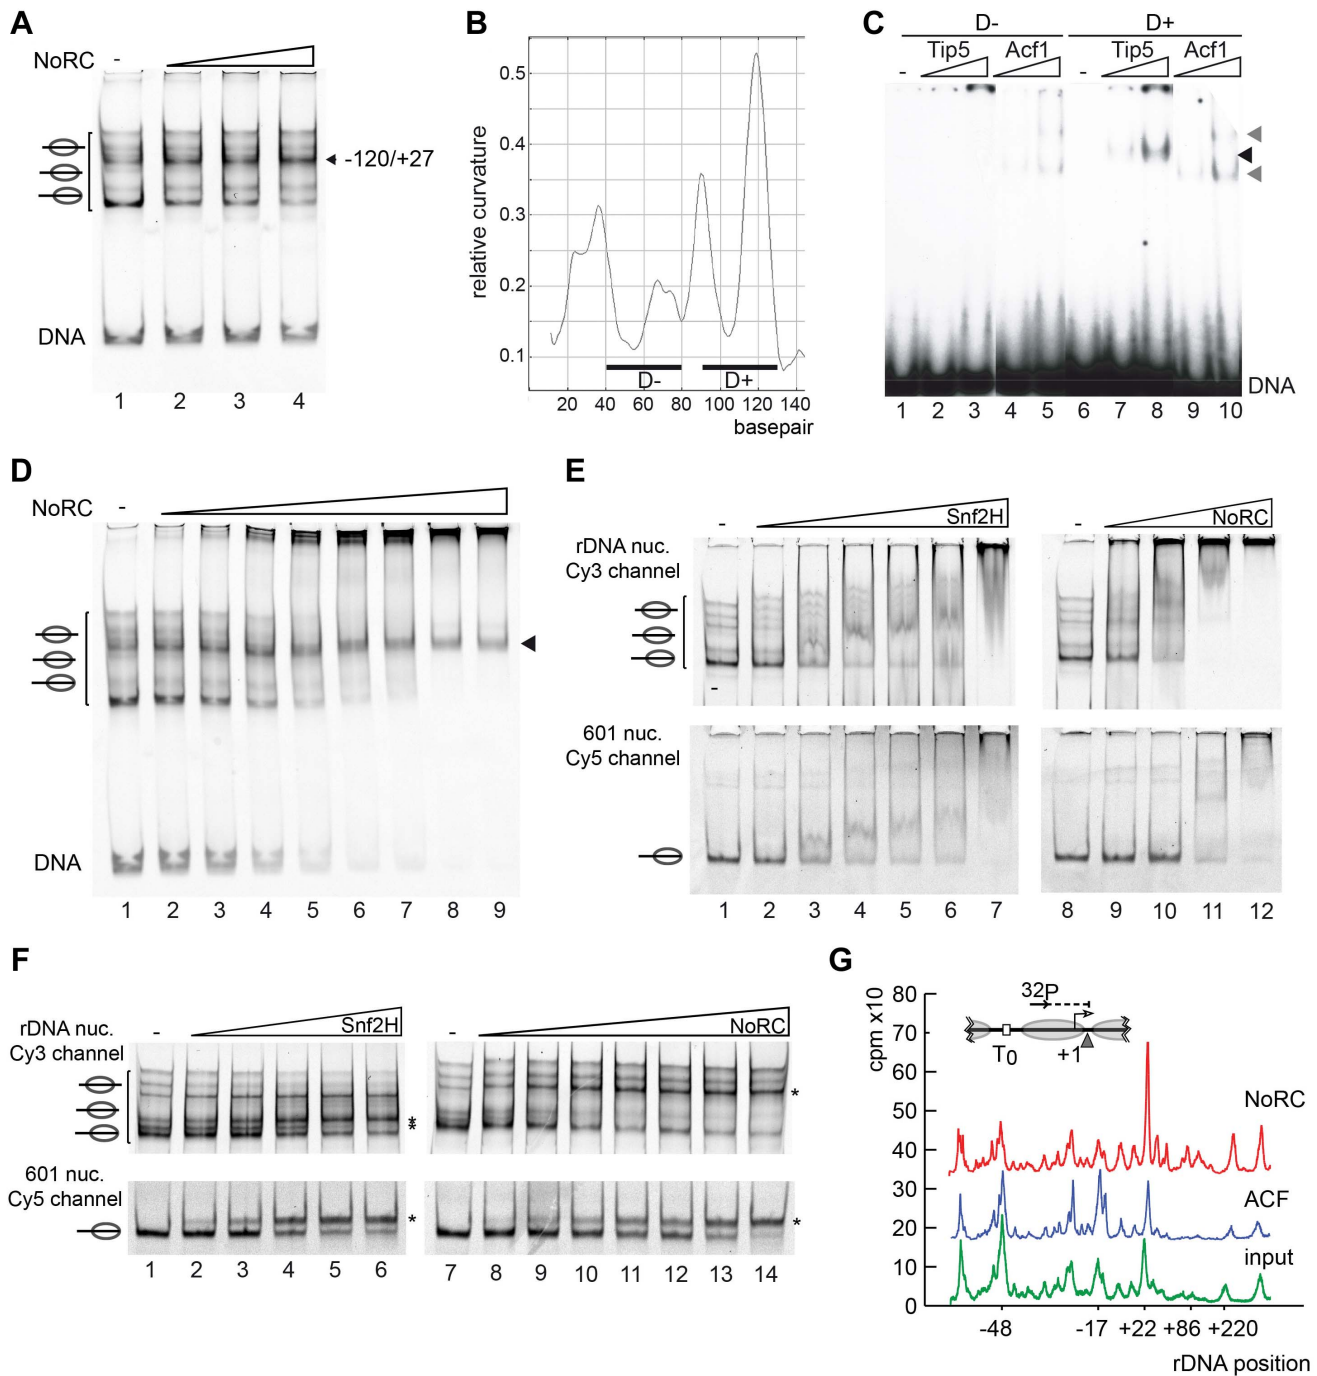 A
NoRC
-
-120/+27
DNA
1 2 3 4
B
relative curvature
0.5
0.4
0.3
0.2
0.1
D- D+
20 40 60 80 100 120 140
basepair
C
D- D+
Tip5 Acf1 Tip5 Acf1
- -
DNA
1 2 3 4 5 6 7 8 9 10
D
NoRC
-
DNA
1 2 3 4 5 6 7 8 9
E
- Snf2H - NoRC
rDNA nuc.
Cy3 channel
-
601 nuc.
Cy5 channel
1 2 3 4 5 6 7 8 9 10 11 12
F
- Snf2H - NoRC
rDNA nuc.
Cy3 channel
*
*
*
601 nuc.
Cy5 channel
* *
1 2 3 4 5 6 7 8 9 10 11 12 13 14
G
cpm x10
80
70
60
50
40
30
20
10
0
32P
T0 +1
NoRC
ACF
input
-48 -17 +22 +86 +220
rDNA position